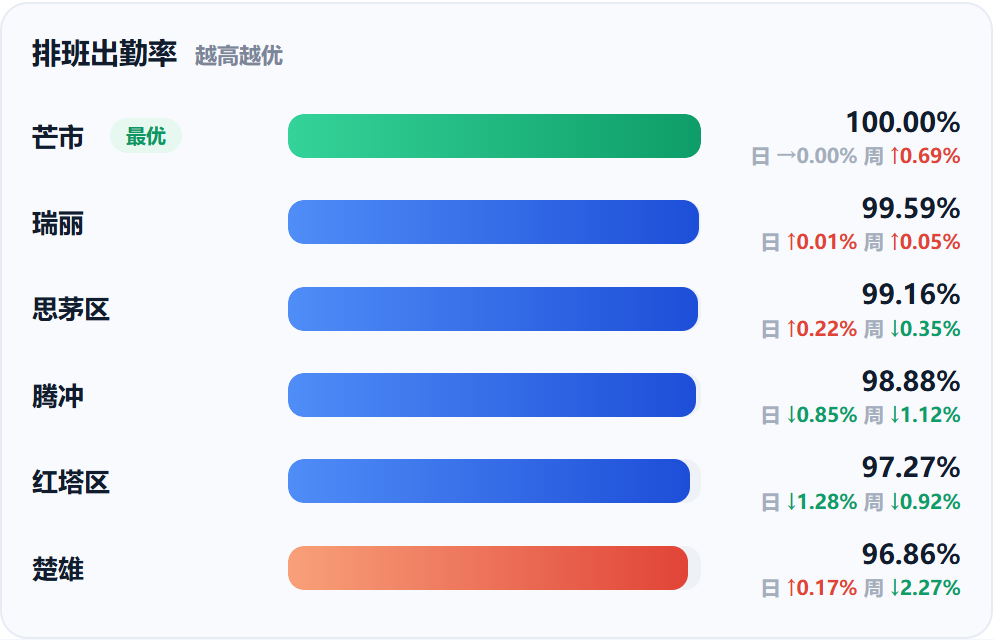 排班出勤率 越高越优
芒市 最优 100.00%
日 →0.00% 周 ↑0.69%
瑞丽 99.59%
日 ↑0.01% 周 ↑0.05%
思茅区 99.16%
日 ↑0.22% 周 ↓0.35%
腾冲 98.88%
日 ↓0.85% 周 ↓1.12%
红塔区 97.27%
日 ↓1.28% 周 ↓0.92%
楚雄 96.86%
日 ↑0.17% 周 ↓2.27%